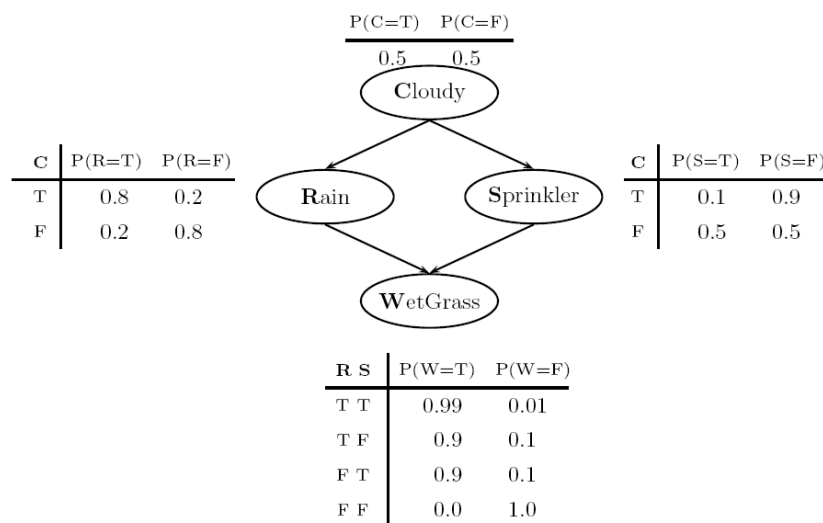 P(C=T) P(C=F)
0.5 0.5
Cloudy
C P(R=T) P(R=F)
T 0.8 0.2
F 0.2 0.8
Rain
Sprinkler
C P(S=T) P(S=F)
T 0.1 0.9
F 0.5 0.5
WetGrass
R S P(W=T) P(W=F)
T T 0.99 0.01
T F 0.9 0.1
F T 0.9 0.1
F F 0.0 1.0